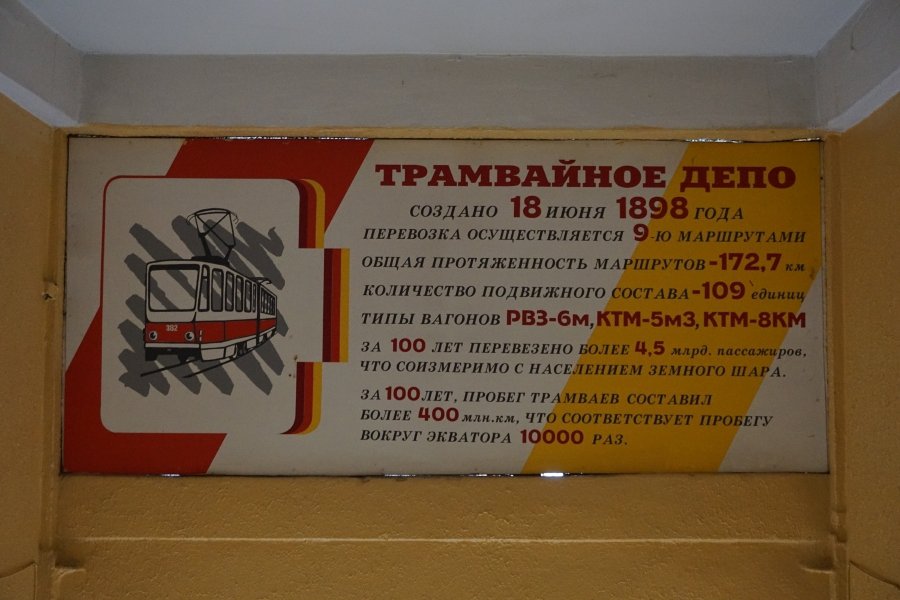 ТРАМВАЙНОЕ ДЕПО
СОЗДАНО 18 ИЮНЯ 1898 ГОДА
ПЕРЕВОЗКА ОСУЩЕСТВЛЯЕТСЯ 9-Ю МАРШРУТАМИ
ОБЩАЯ ПРОТЯЖЕННОСТЬ МАРШРУТОВ -172,7 км
КОЛИЧЕСТВО ПОДВИЖНОГО СОСТАВА -109 единиц
ТИПЫ ВАГОНОВ РВЗ-6м, КТМ-5м3, КТМ-8КМ
ЗА 100 ЛЕТ ПЕРЕВЕЗЕНО БОЛЕЕ 4,5 млрд. пассажиров,
ЧТО СОИЗМЕРИМО С НАСЕЛЕНИЕМ ЗЕМНОГО ШАРА.
ЗА 100 ЛЕТ, ПРОБЕГ ТРАМВАЕВ СОСТАВИЛ
БОЛЕЕ 400 млн.км, ЧТО СООТВЕТСТВУЕТ ПРОБЕГУ
ВОКРУГ ЭКВАТОРА 10000 РАЗ.
382